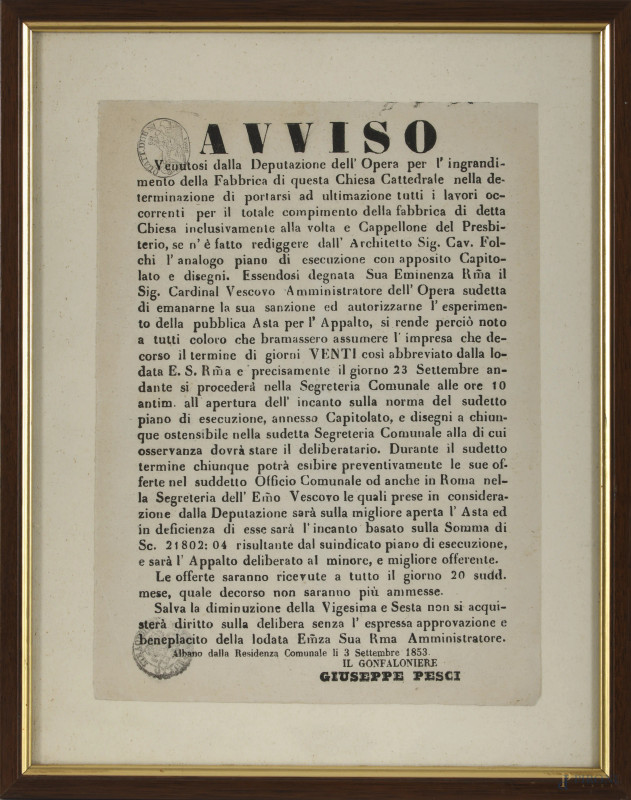 AVVISO
Venutosi dalla Deputazione dell' Opera per l' ingrandi-
mento della Fabbrica di questa Chiesa Cattedrale nella de-
terminazione di portarsi ad ultimazione tutti i lavori oc-
correnti per il totale compimento della fabbrica di detta
Chiesa inclusivamente alla volta e Cappellone del Presbi-
terio, se n' è fatto rediggere dall' Architetto Sig. Cav. Fol-
chi l' analogo piano di esecuzione con apposito Capito-
lato e disegni. Essendosi degnata Sua Eminenza Rm̃a il
Sig. Cardinal Vescovo Amministratore dell' Opera sudetta
di emanarne la sua sanzione ed autorizzarne l' esperimen-
to della pubblica Asta per l' Appalto, si rende perciò noto
a tutti coloro che bramassero assumere l' impresa che de-
corso il termine di giorni VENTI così abbreviato dalla lo-
data E. S. Rm̃a e precisamente il giorno 23 Settembre an-
dante si procederà nella Segreteria Comunale alle ore 10
antim. all' apertura dell' incanto sulla norma del sudetto
piano di esecuzione, annesso Capitolato, e disegni a chiun-
que ostensibile nella sudetta Segreteria Comunale alla di cui
osservanza dovrà stare il deliberatario. Durante il sudetto
termine chiunque potrà esibire preventivamente le sue of-
ferte nel suddetto Officio Comunale od anche in Roma nel-
la Segreteria dell' Em̃o Vescovo le quali prese in considera-
zione dalla Deputazione sarà sulla migliore aperta l' Asta ed
in deficienza di esse sarà l' incanto basato sulla Somma di
Sc. 21802: 04 risultante dal suindicato piano di esecuzione,
e sarà l' Appalto deliberato al minore, e migliore offerente.
Le offerte saranno ricevute a tutto il giorno 20 sudd.
mese, quale decorso non saranno più ammesse.
Salva la diminuzione della Vigesima e Sesta non si acqui-
sterà diritto sulla delibera senza l' espressa approvazione e
beneplacito della lodata Em̃za Sua Rma Amministratore.
Albano dalla Residenza Comunale li 3 Settembre 1853.
IL GONFALONIERE
GIUSEPPE PESCI